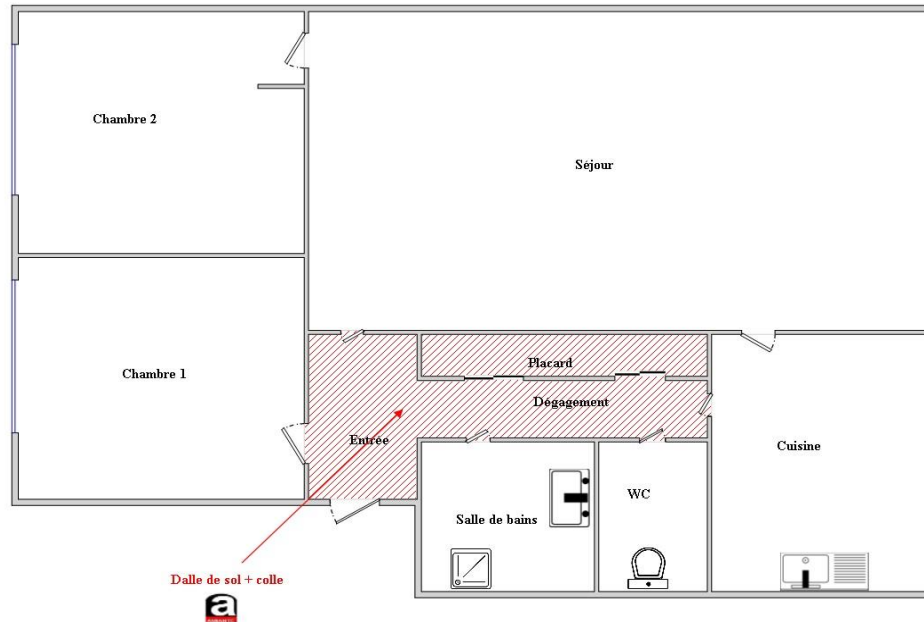 Chambre 2
Séjour
Chambre 1
Placard
Dégagement
Entrée
Cuisine
WC
Salle de bains
Dalle de sol + colle
a